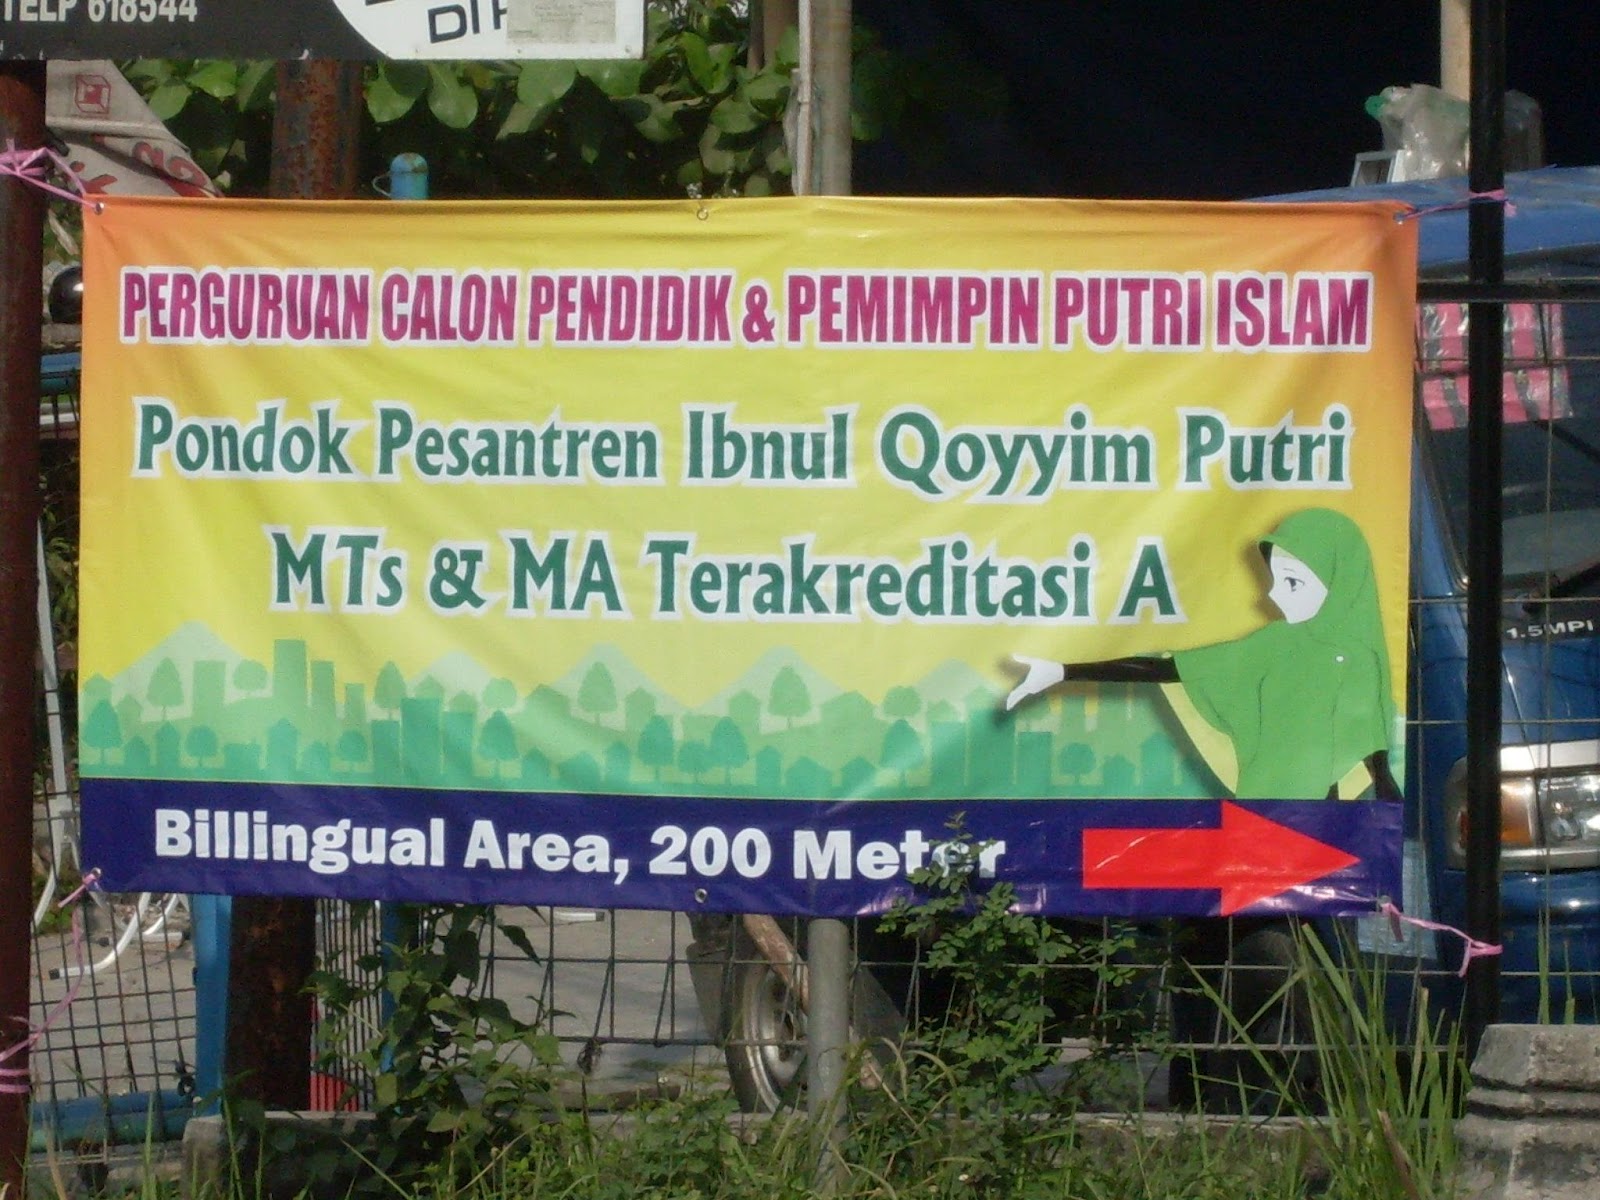 TELP 618544
PERGURUAN CALON PENDIDIK & PEMIMPIN PUTRI ISLAM
Pondok Pesantren Ibnul Qoyyim Putri
MTs & MA Terakreditasi A
Billingual Area, 200 Meter
1.5MPI